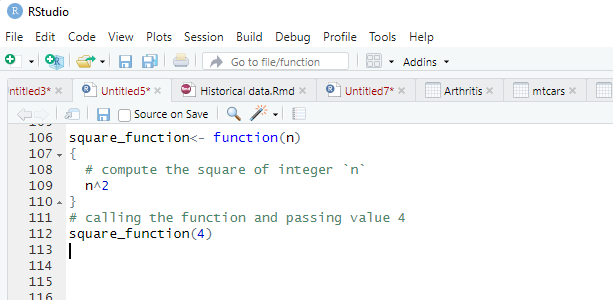 RStudio
File Edit Code View Plots Session Build Debug Profile Tools Help
Go to file/function Addins
ntitled3* Untitled5* Historical data.Rmd Untitled7* Arthritis mtcars
Source on Save
106 square_function<- function(n)
107 {
108 # compute the square of integer `n`
109 n^2
110 }
111 # calling the function and passing value 4
112 square_function(4)
113
114
115
116